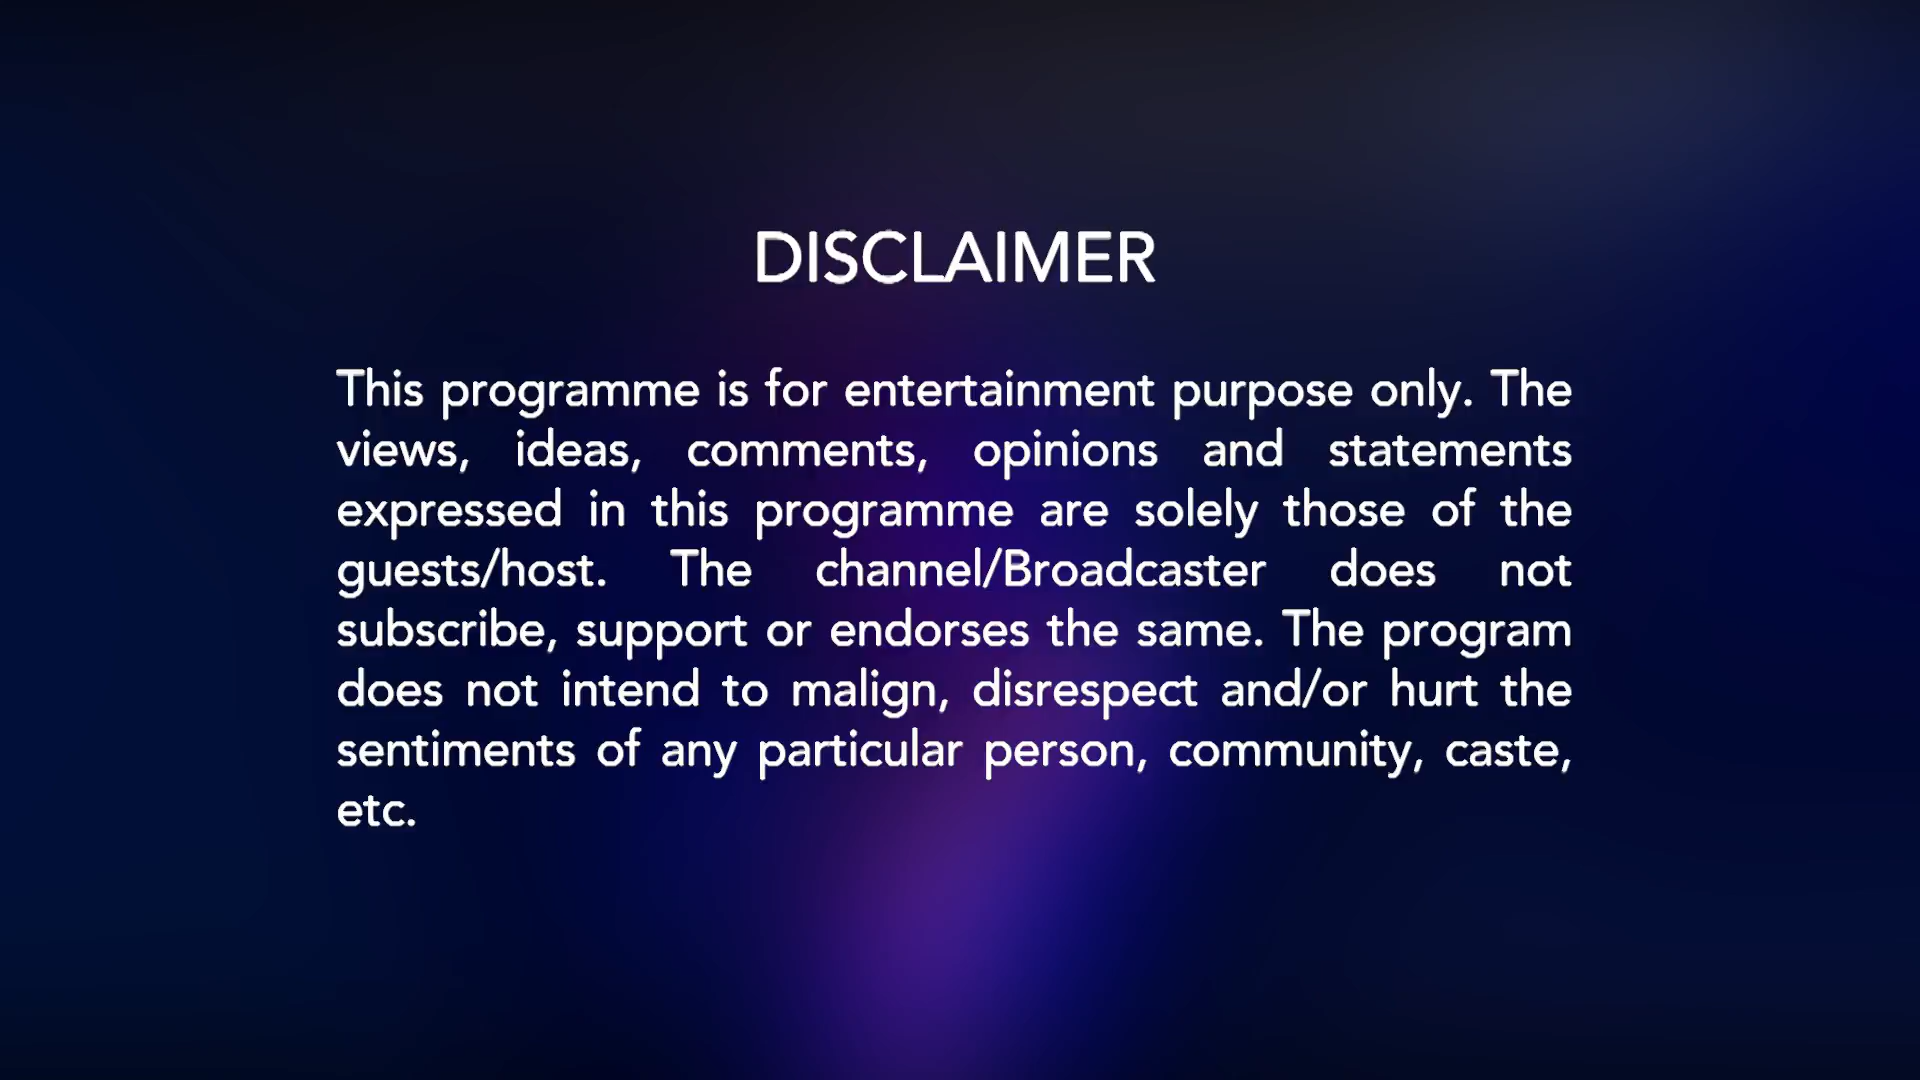 DISCLAIMER
This programme is for entertainment purpose only. The
views, ideas, comments, opinions and statements
expressed in this programme are solely those of the
guests/host. The channel/Broadcaster does not
subscribe, support or endorses the same. The program
does not intend to malign, disrespect and/or hurt the
sentiments of any particular person, community, caste,
etc.